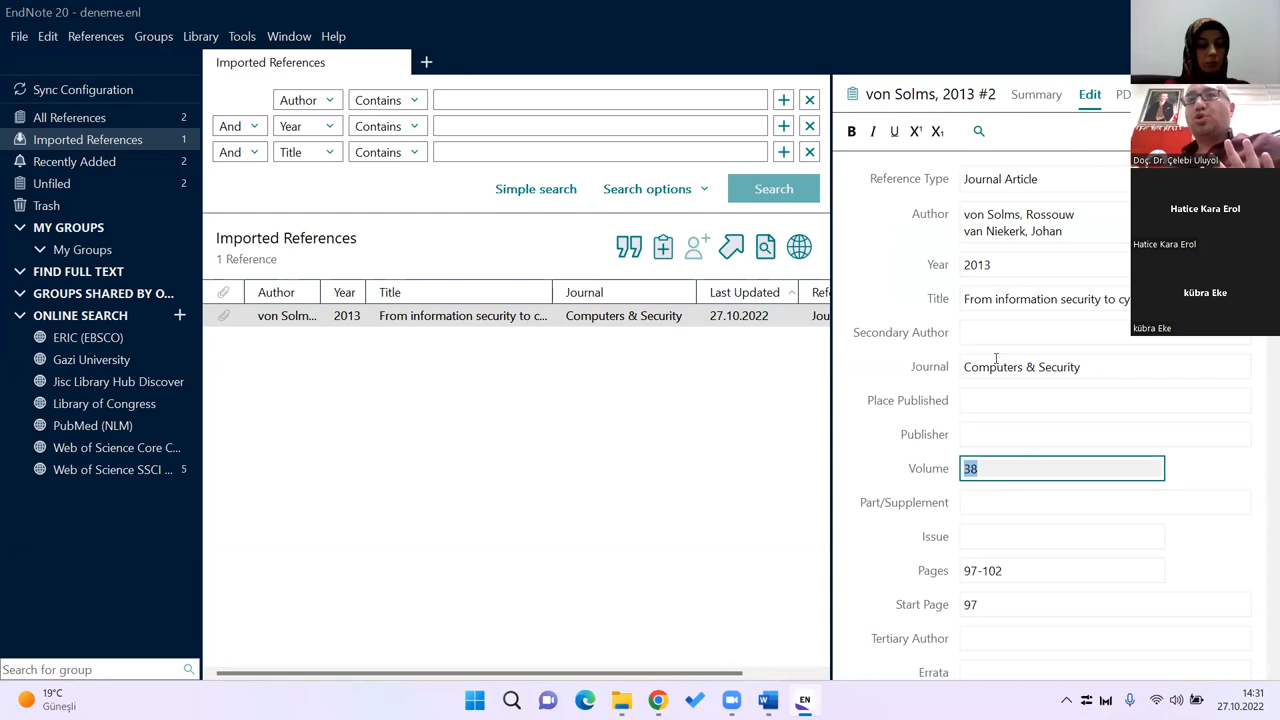 EndNote 20 - deneme.enl
File Edit References Groups Library Tools Window Help
Sync Configuration
All References 2
Imported References 1
Recently Added 2
Unfiled 2
Trash
MY GROUPS
My Groups
FIND FULL TEXT
GROUPS SHARED BY O...
ONLINE SEARCH
ERIC (EBSCO)
Gazi University
Jisc Library Hub Discover
Library of Congress
PubMed (NLM)
Web of Science Core C...
Web of Science SSCI ... 5
Search for group
Imported References
Author Contains
And Year Contains
And Title Contains
Simple search Search options Search
Imported References
1 Reference
Author Year Title Journal Last Updated Ref
von Solm... 2013 From information security to c... Computers & Security 27.10.2022 Jou
von Solms, 2013 #2 Summary Edit PD
B I U X¹ X₁
Reference Type Journal Article
Author von Solms, Rossouw
van Niekerk, Johan
Year 2013
Title From information security to cy
Secondary Author
Journal Computers & Security
Place Published
Publisher
Volume 38
Part/Supplement
Issue
Pages 97-102
Start Page 97
Tertiary Author
Errata
Doç. Dr. Çelebi Uluyol
Hatice Kara Erol
Hatice Kara Erol
kübra Eke
kübra Eke
19°C
Güneşli
EN
14:31
27.10.2022